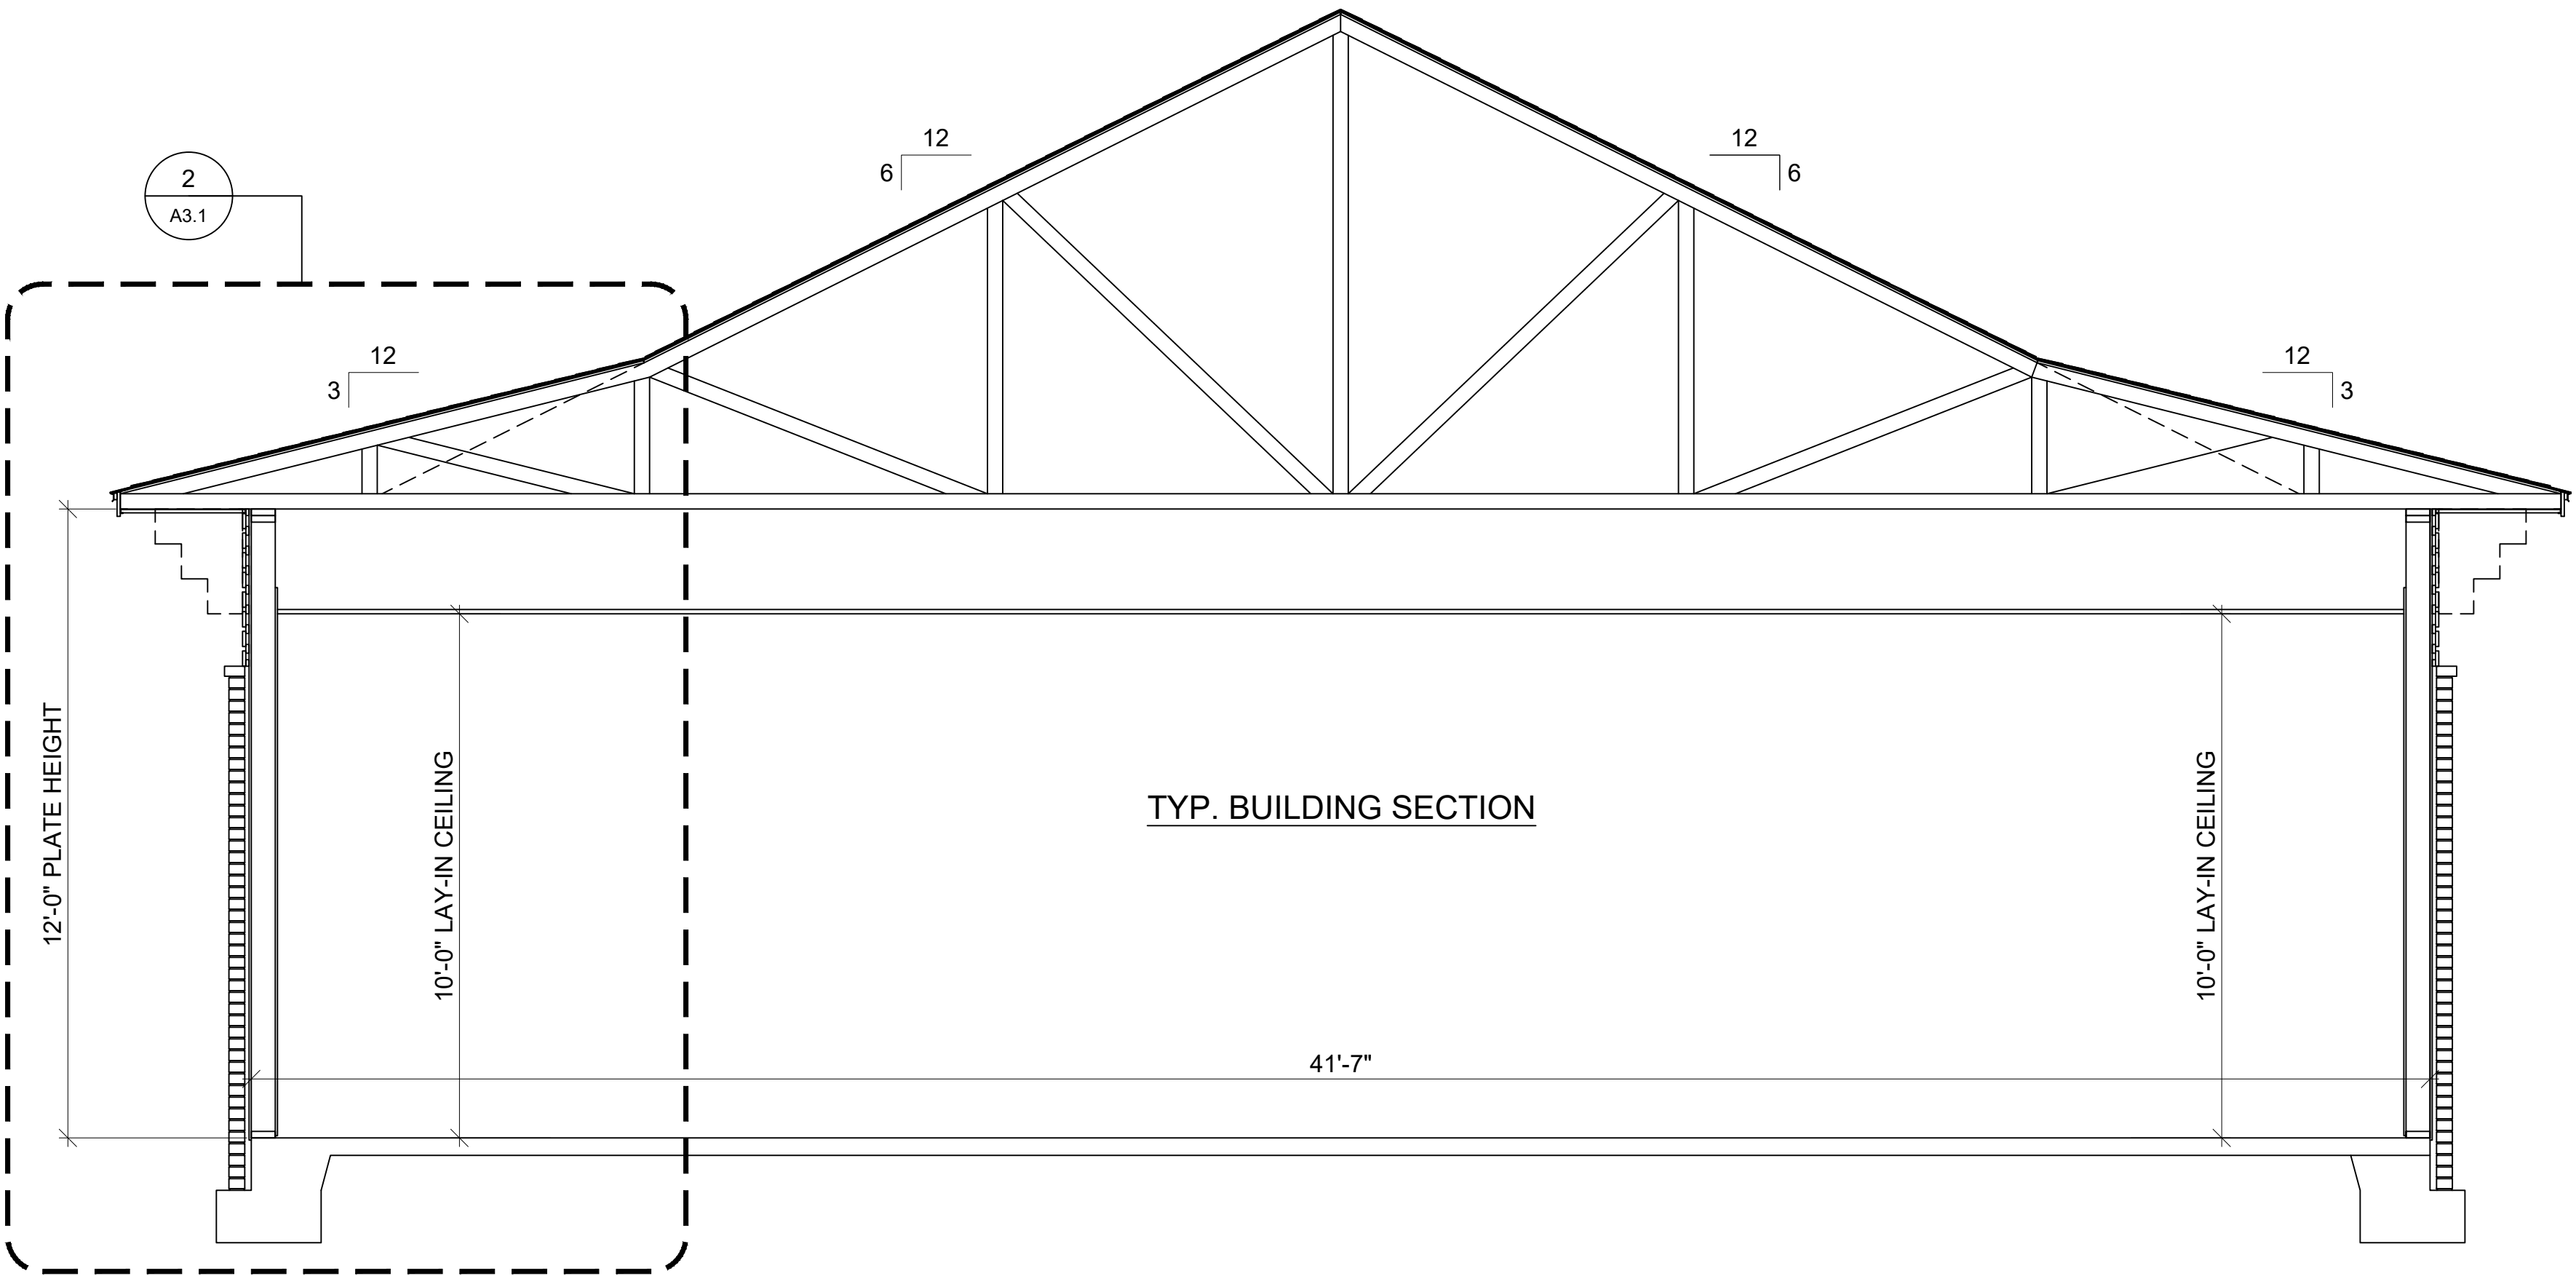 12
6
12
6
2
A3.1
12
3
12
3
12'-0" PLATE HEIGHT
10'-0" LAY-IN CEILING
TYP. BUILDING SECTION
10'-0" LAY-IN CEILING
41'-7"